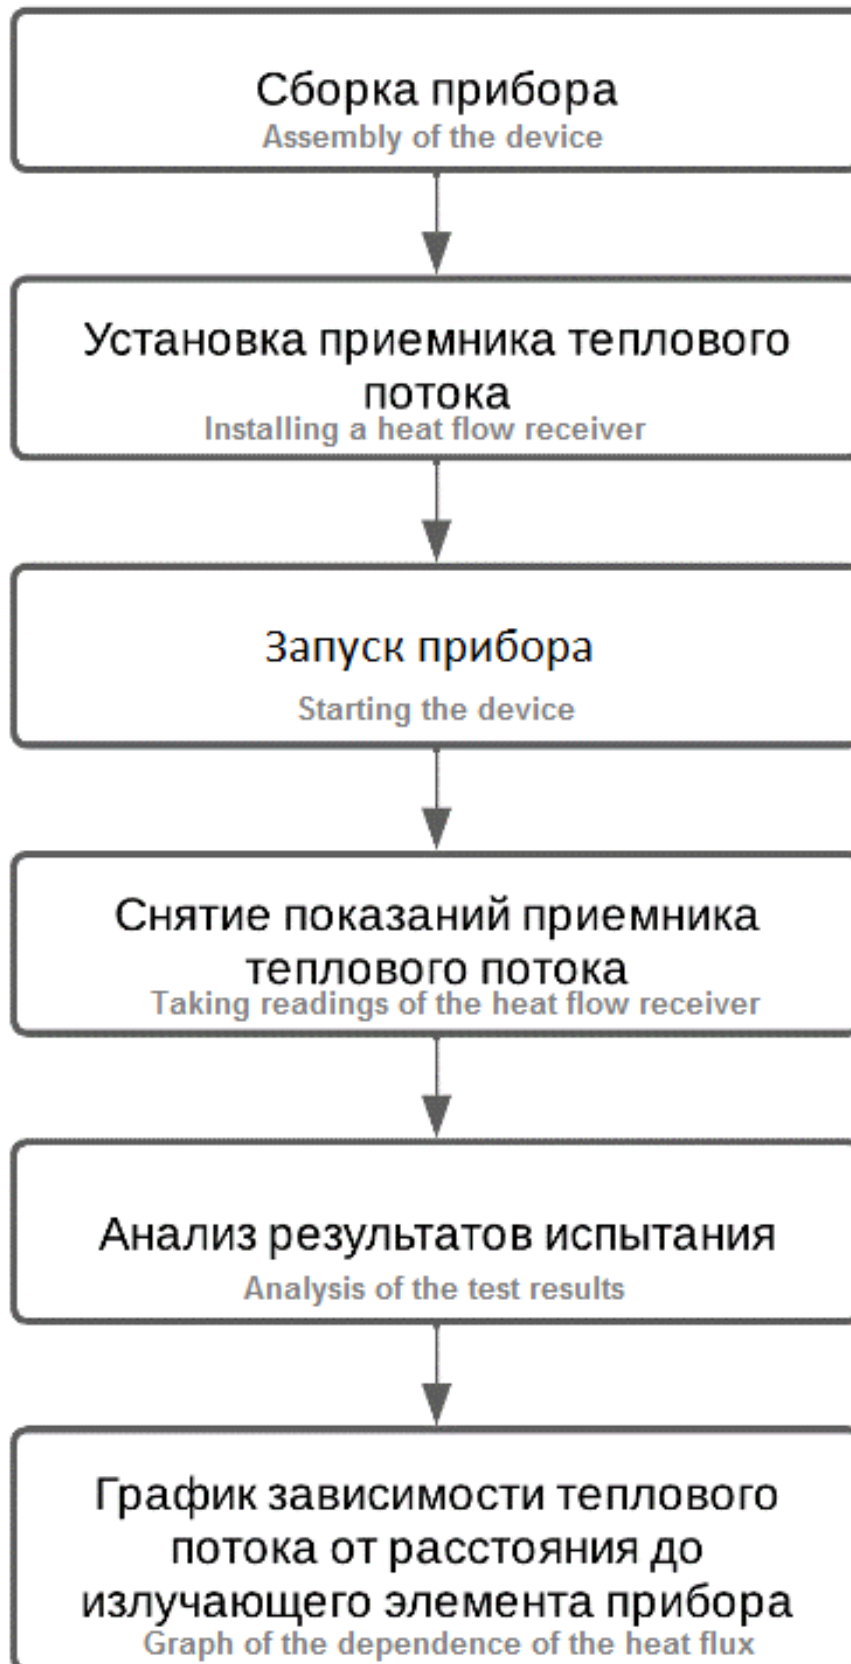 Сборка прибора
Assembly of the device
Установка приемника теплового
потока
Installing a heat flow receiver
Запуск прибора
Starting the device
Снятие показаний приемника
теплового потока
Taking readings of the heat flow receiver
Анализ результатов испытания
Analysis of the test results
График зависимости теплового
потока от расстояния до
излучающего элемента прибора
Graph of the dependence of the heat flux